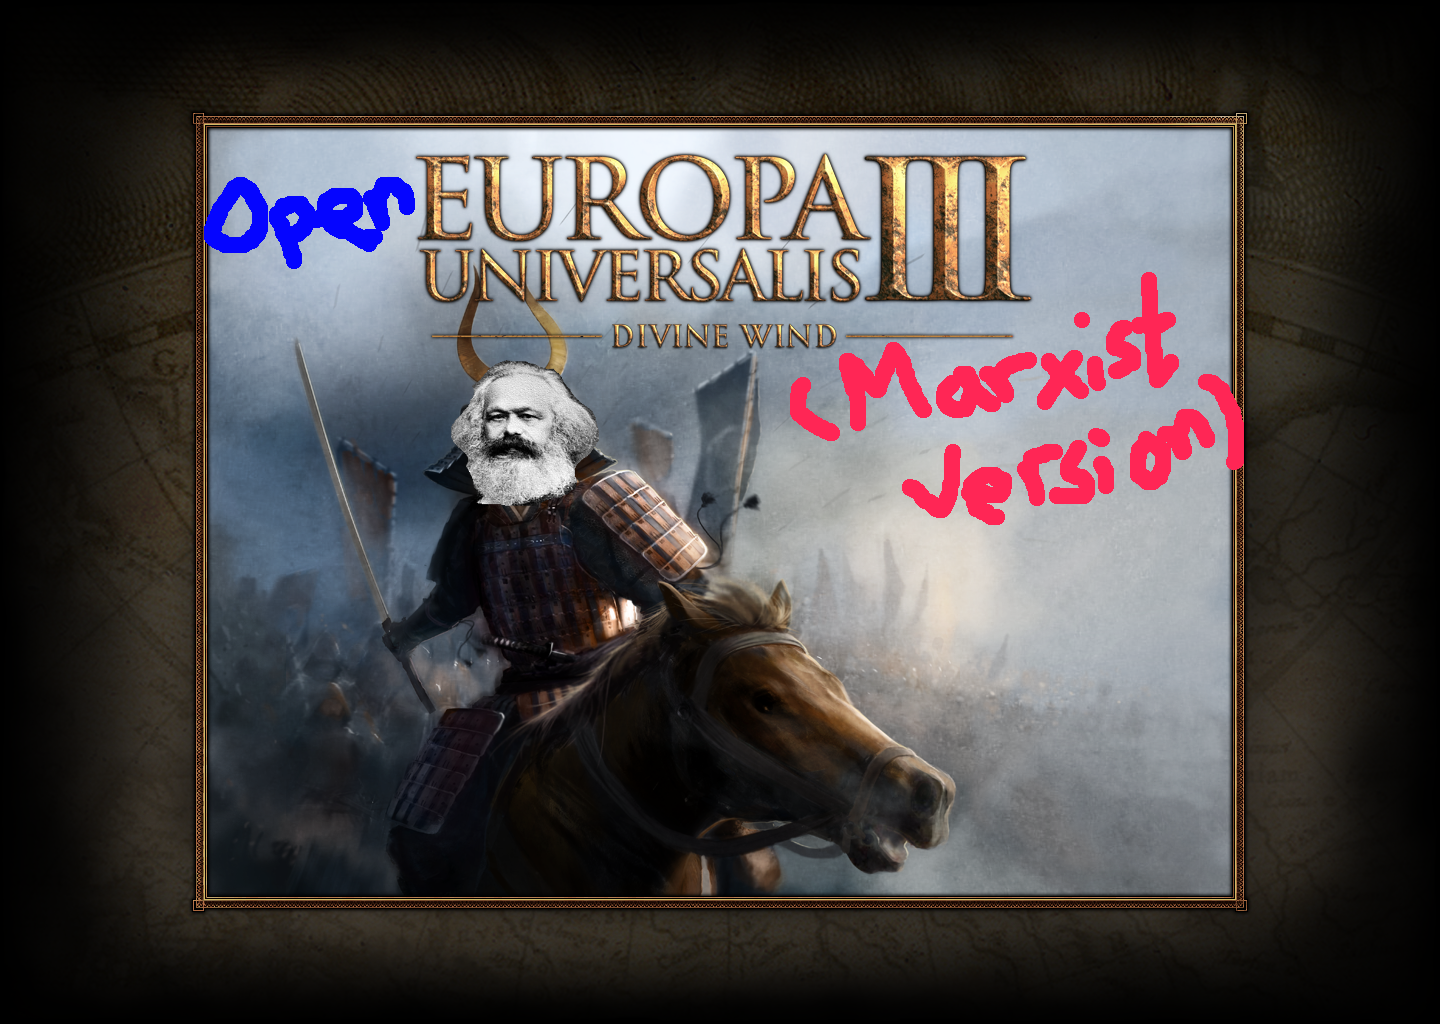 Open EUROPA III
UNIVERSALIS
DIVINE WIND
(Marxist
version)